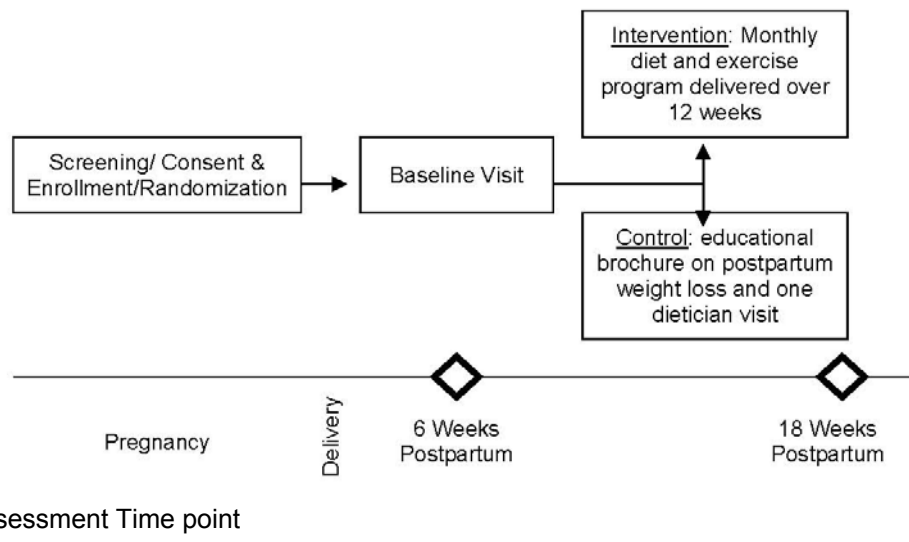 Intervention: Monthly
diet and exercise
program delivered over
12 weeks
Screening/ Consent &
Enrollment/Randomization
Baseline Visit
Control: educational
brochure on postpartum
weight loss and one
dietician visit
Pregnancy
Delivery
6 Weeks
Postpartum
18 Weeks
Postpartum
sessment Time point